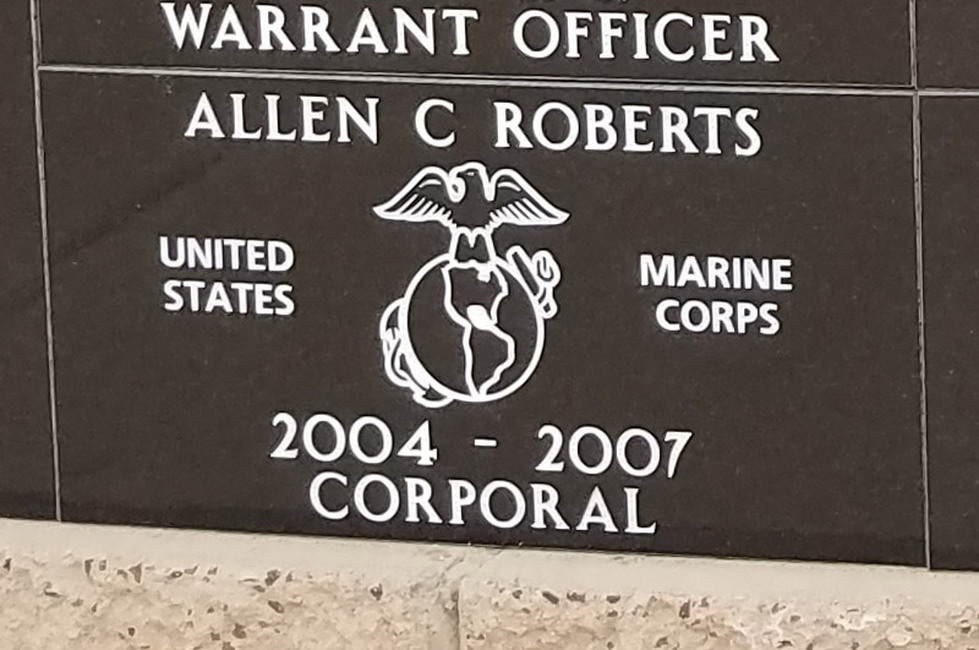 WARRANT OFFICER
ALLEN C ROBERTS
UNITED
STATES
MARINE
CORPS
2004 - 2007
CORPORAL